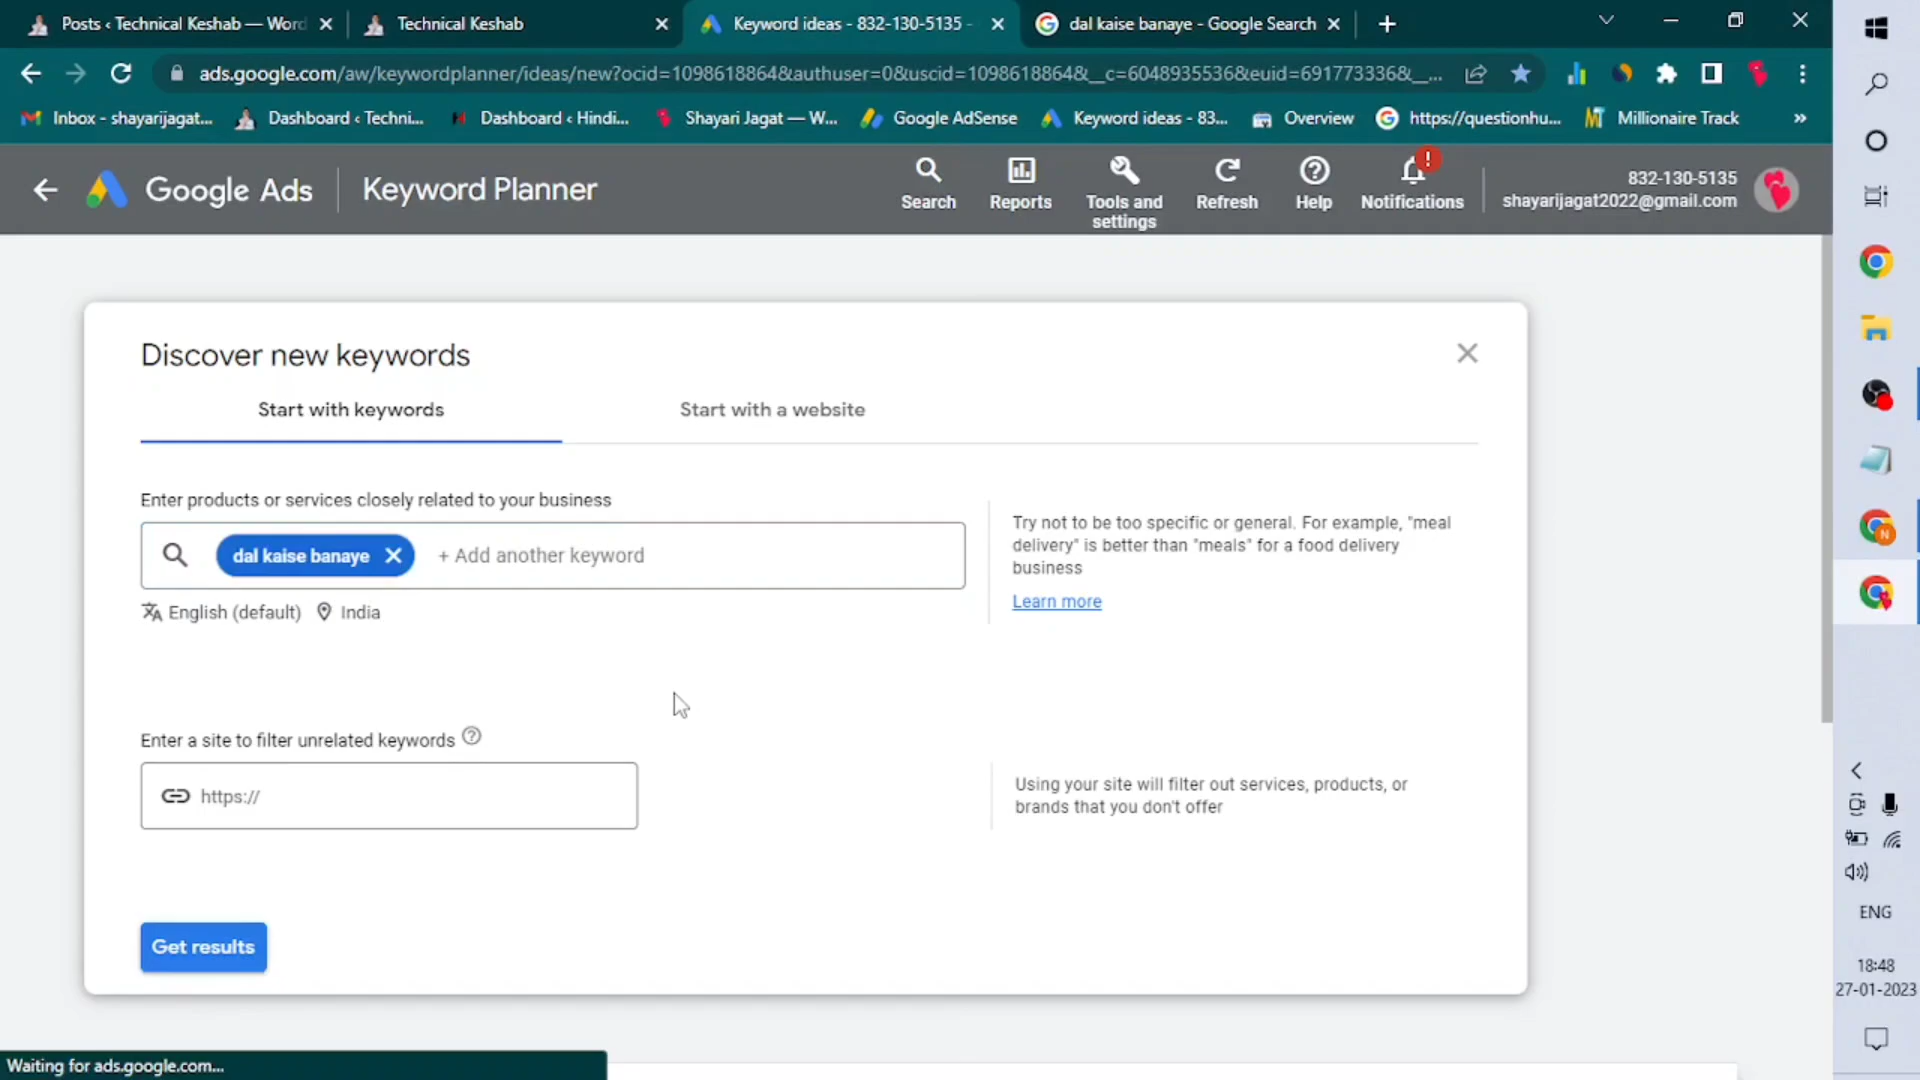 Posts ‹ Technical Keshab — Word
Technical Keshab
Keyword ideas - 832-130-5135 -
dal kaise banaye - Google Search
ads.google.com/aw/keywordplanner/ideas/new?ocid=1098618864&authuser=0&uscid=1098618864&__c=6048935536&euid=691773336&__...
Inbox - shayarijagat...
Dashboard ‹ Techni...
Dashboard ‹ Hindi...
Shayari Jagat — W...
Google AdSense
Keyword ideas - 83...
Overview
https://questionhu...
Millionaire Track
»
Google Ads
Keyword Planner
Search
Reports
Tools and
settings
Refresh
Help
Notifications
832-130-5135
shayarijagat2022@gmail.com
Discover new keywords
Start with keywords
Start with a website
Enter products or services closely related to your business
dal kaise banaye
+ Add another keyword
English (default)
India
Try not to be too specific or general. For example, "meal
delivery" is better than "meals" for a food delivery
business
Learn more
Enter a site to filter unrelated keywords
https://
Using your site will filter out services, products, or
brands that you don't offer
Get results
Waiting for ads.google.com...
N
ENG
18:48
27-01-2023